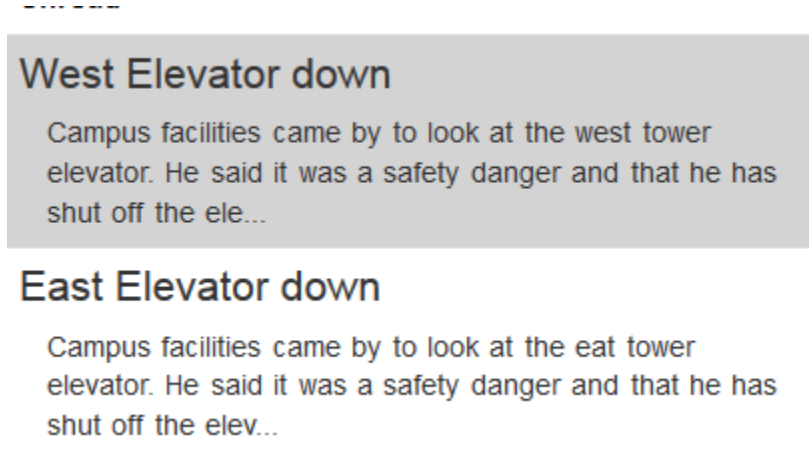 West Elevator down
Campus facilities came by to look at the west tower
elevator. He said it was a safety danger and that he has
shut off the ele...
East Elevator down
Campus facilities came by to look at the eat tower
elevator. He said it was a safety danger and that he has
shut off the elev...